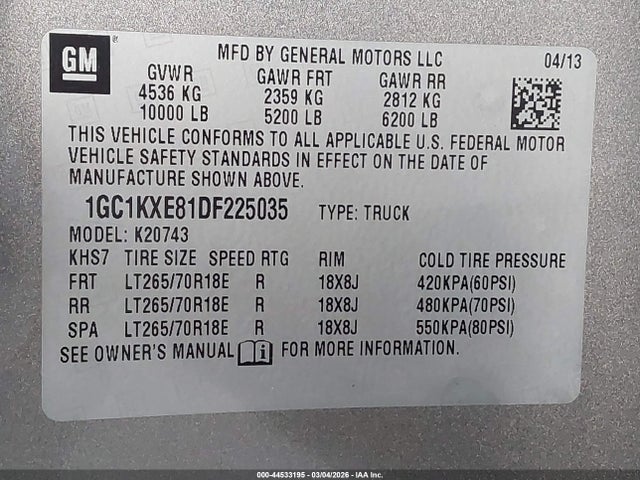 GM
MFD BY GENERAL MOTORS LLC 04/13
GVWR GAWR FRT GAWR RR
4536 KG 2359 KG 2812 KG
10000 LB 5200 LB 6200 LB
THIS VEHICLE CONFORMS TO ALL APPLICABLE U.S. FEDERAL MOTOR
VEHICLE SAFETY STANDARDS IN EFFECT ON THE DATE OF
MANUFACTURE SHOWN ABOVE.
1GC1KXE81DF225035 TYPE: TRUCK
MODEL: K20743
KHS7 TIRE SIZE SPEED RTG RIM COLD TIRE PRESSURE
FRT LT265/70R18E R 18X8J 420KPA(60PSI)
RR LT265/70R18E R 18X8J 480KPA(70PSI)
SPA LT265/70R18E R 18X8J 550KPA(80PSI)
SEE OWNER'S MANUAL i FOR MORE INFORMATION.
000-44533195 - 03/04/2026 - IAA Inc.